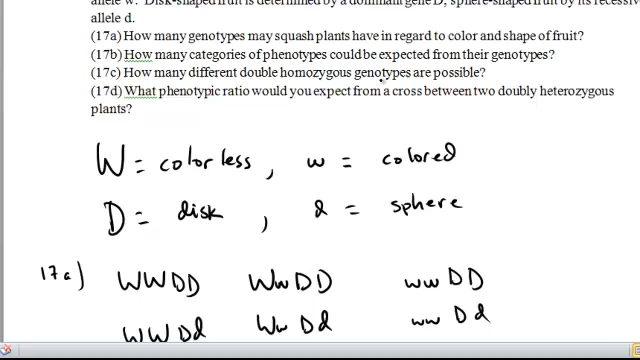 allele w. Disk-shaped fruit is determined by a dominant gene D, sphere-shaped fruit by its recessive
allele d.
(17a) How many genotypes may squash plants have in regard to color and shape of fruit?
(17b) How many categories of phenotypes could be expected from their genotypes?
(17c) How many different double homozygous genotypes are possible?
(17d) What phenotypic ratio would you expect from a cross between two doubly heterozygous
plants?
W = colorless, w = colored
D = disk, d = sphere
17a) WWDD WwDD wwDD
WWDd WwDd wwDd